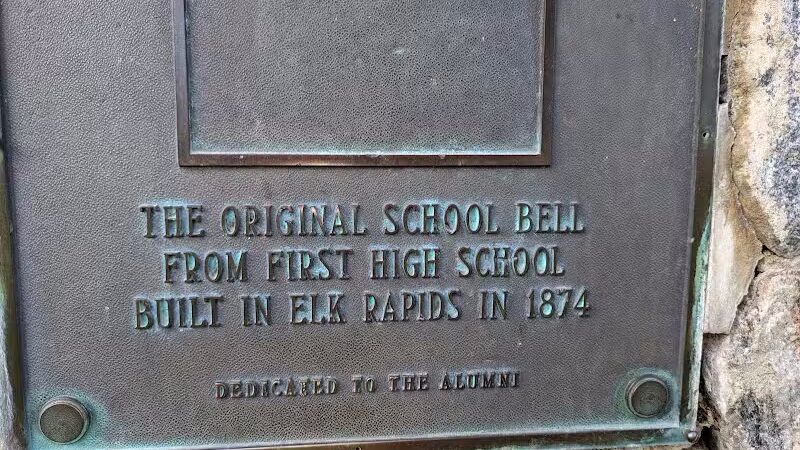 THE ORIGINAL SCHOOL BELL
FROM FIRST HIGH SCHOOL
BUILT IN ELK RAPIDS IN 1874
DEDICATED TO THE ALUMNI